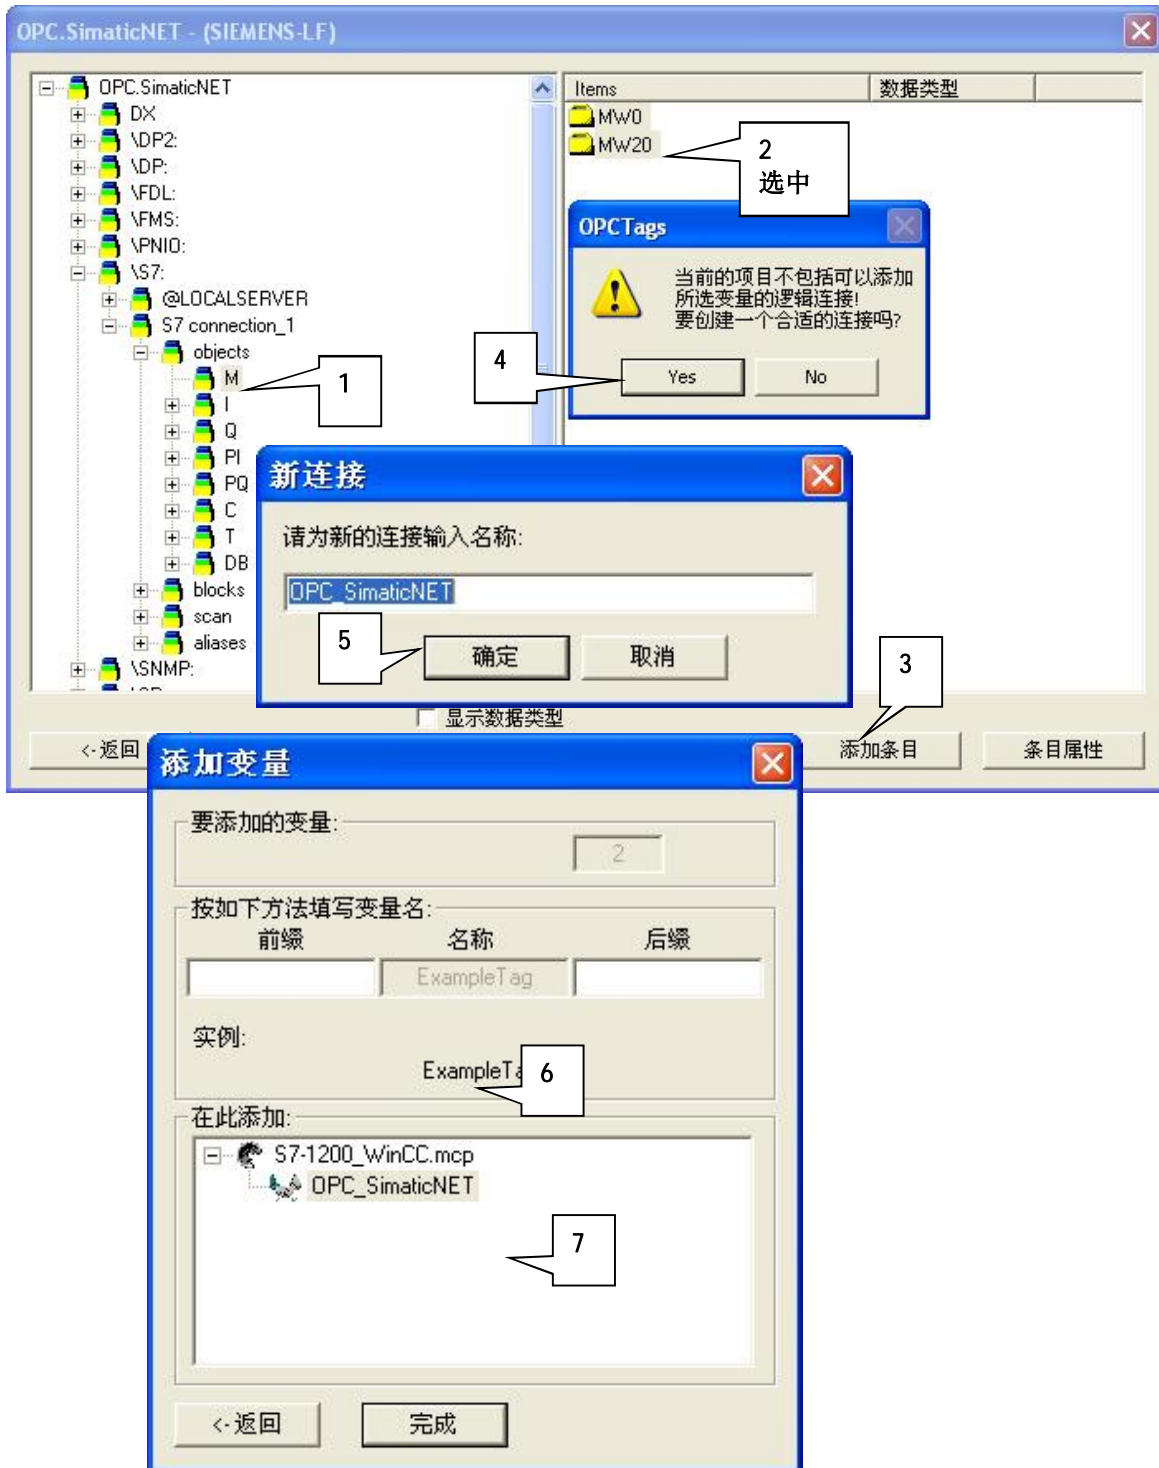 OPC.SimaticNET - (SIEMENS-LF)
OPC.SimaticNET
DX
\DP2:
\DP:
\FDL:
\FMS:
\PNIO:
\S7:
@LOCALSERVER
S7 connection_1
objects
M
I
Q
PI
PQ
C
T
DB
blocks
scan
aliases
\SNMP:
1
Items
数据类型
MW0
MW20
2
选中
OPCTags
当前的项目不包括可以添加
所选变量的逻辑连接!
要创建一个合适的连接吗?
4
Yes
No
新连接
请为新的连接输入名称:
OPC_SimaticNET
5
确定
取消
3
显示数据类型
<-返回
添加条目
条目属性
添加变量
要添加的变量:
2
按如下方法填写变量名:
前缀
名称
后缀
ExampleTag
实例:
6
在此添加:
S7-1200_WinCC.mcp
OPC_SimaticNET
7
<-返回
完成